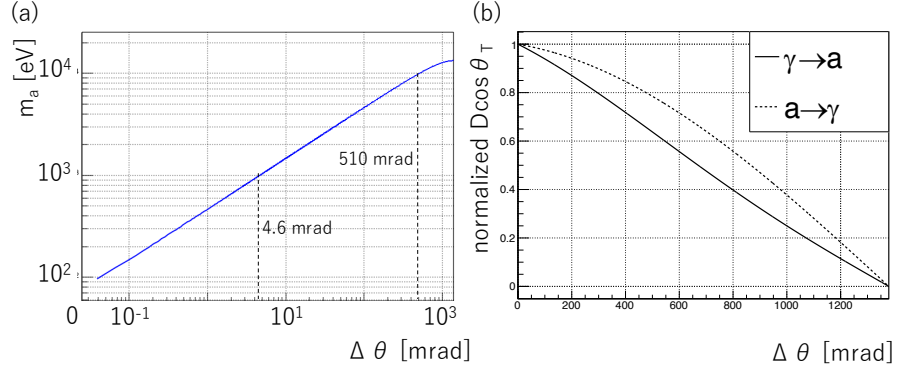 (a)
m_a [eV]
10^4
10^3
10^2
510 mrad
4.6 mrad
0
10^-1
10^1
10^3
Δ θ [mrad]
(b)
normalized Dcos θ_T
1
0.8
0.6
0.4
0.2
0
γ→a
a→γ
0 200 400 600 800 1000 1200
Δ θ [mrad]